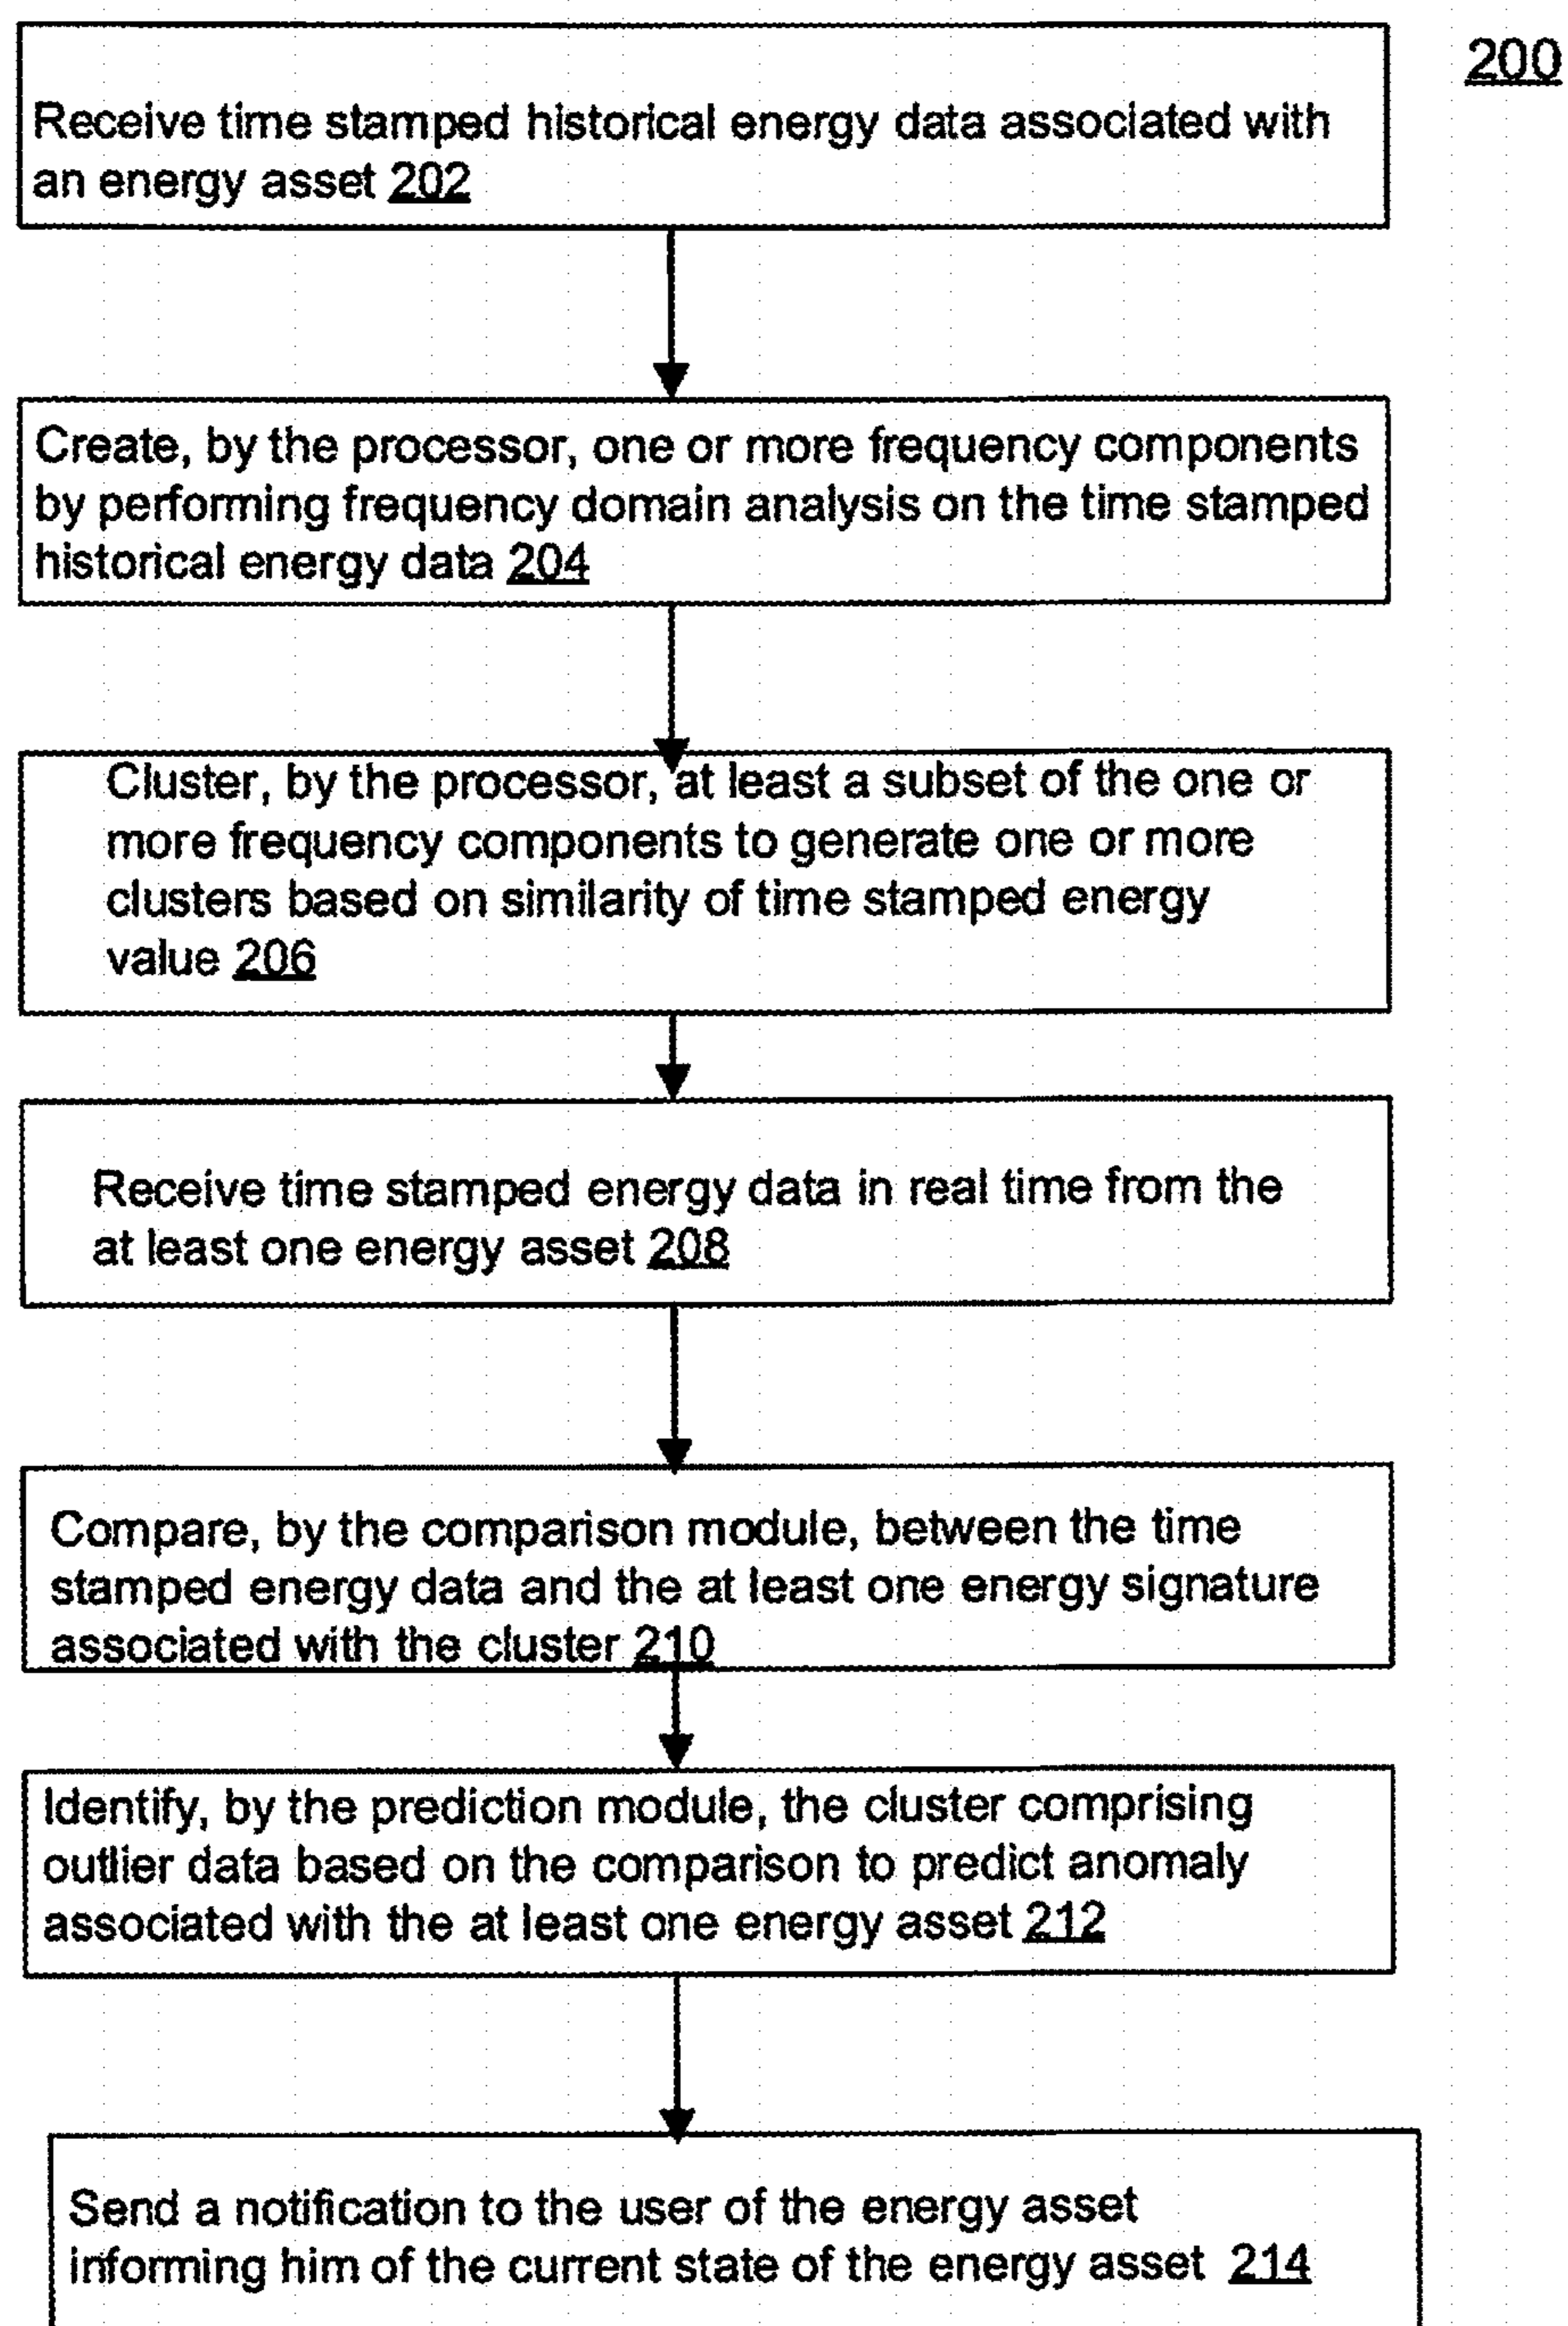 200
Receive time stamped historical energy data associated with
an energy asset 202
Create, by the processor, one or more frequency components
by performing frequency domain analysis on the time stamped
historical energy data 204
Cluster, by the processor, at least a subset of the one or
more frequency components to generate one or more
clusters based on similarity of time stamped energy
value 206
Receive time stamped energy data in real time from the
at least one energy asset 208
Compare, by the comparison module, between the time
stamped energy data and the at least one energy signature
associated with the cluster 210
Identify, by the prediction module, the cluster comprising
outlier data based on the comparison to predict anomaly
associated with the at least one energy asset 212
Send a notification to the user of the energy asset
informing him of the current state of the energy asset 214